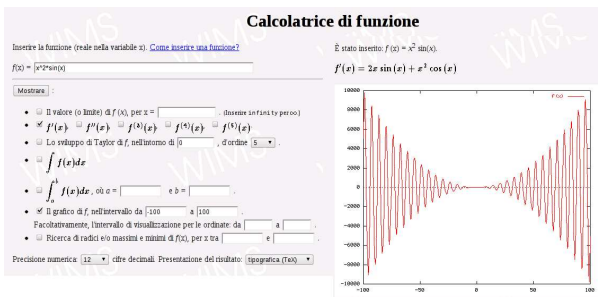 Calcolatrice di funzione
Inserire la funzione (reale nella variabile x). Come inserire una funzione?
f(x) = x^2*sin(x)
Mostrare :
Il valore (o limite) di f (x), per x = . (Inserire infinity per oo)
f′(x), f″(x) f⁽³⁾(x) f⁽⁴⁾(x) f⁽⁵⁾(x)
Lo sviluppo di Taylor di f, nell'intorno di 0 , d'ordine 5 .
∫ f(x)dx
∫ₐᵇ f(x)dx , où a = e b = .
Il grafico di f, nell'intervallo da -100 a 100 .
Facoltativamente, l'intervallo di visuallizzazione per le ordinate: da a .
Ricerca di radici e/o massimi e minimi di f(x), per x tra e .
Precisione numerica: 12 cifre decimali. Presentazione del risultato: tipografica (TeX)
È stato inserito: f (x) = x² sin(x).
f′(x) = 2x sin (x) + x² cos (x)
f(x)
10000
8000
6000
4000
2000
0
-2000
-4000
-6000
-8000
-10000
-100
-50
0
50
100
WIMS